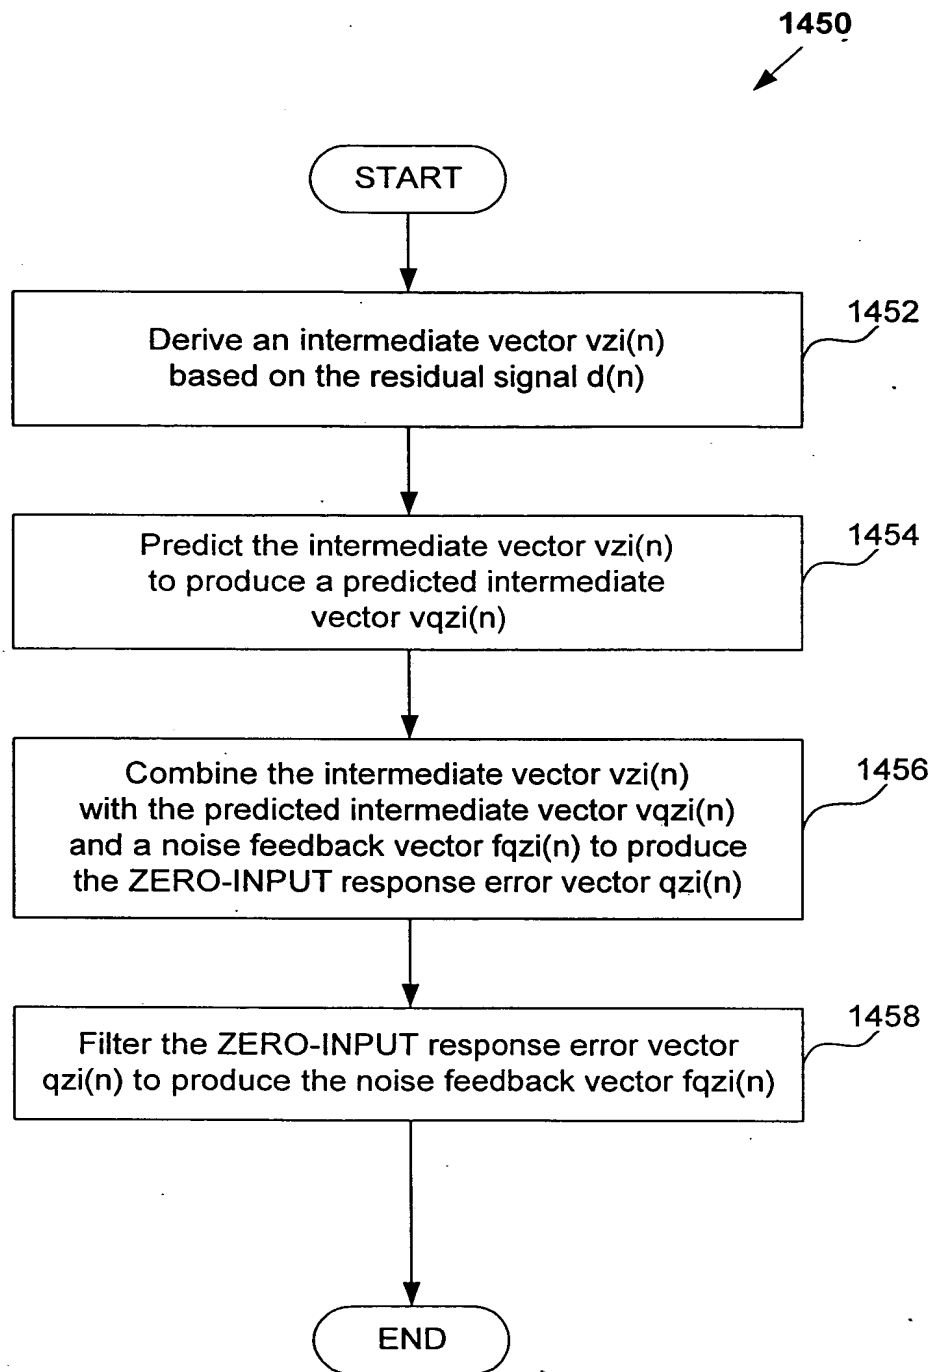 1450
START
1452
Derive an intermediate vector vzi(n)
based on the residual signal d(n)
1454
Predict the intermediate vector vzi(n)
to produce a predicted intermediate
vector vqzi(n)
1456
Combine the intermediate vector vzi(n)
with the predicted intermediate vector vqzi(n)
and a noise feedback vector fqzi(n) to produce
the ZERO-INPUT response error vector qzi(n)
1458
Filter the ZERO-INPUT response error vector
qzi(n) to produce the noise feedback vector fqzi(n)
END